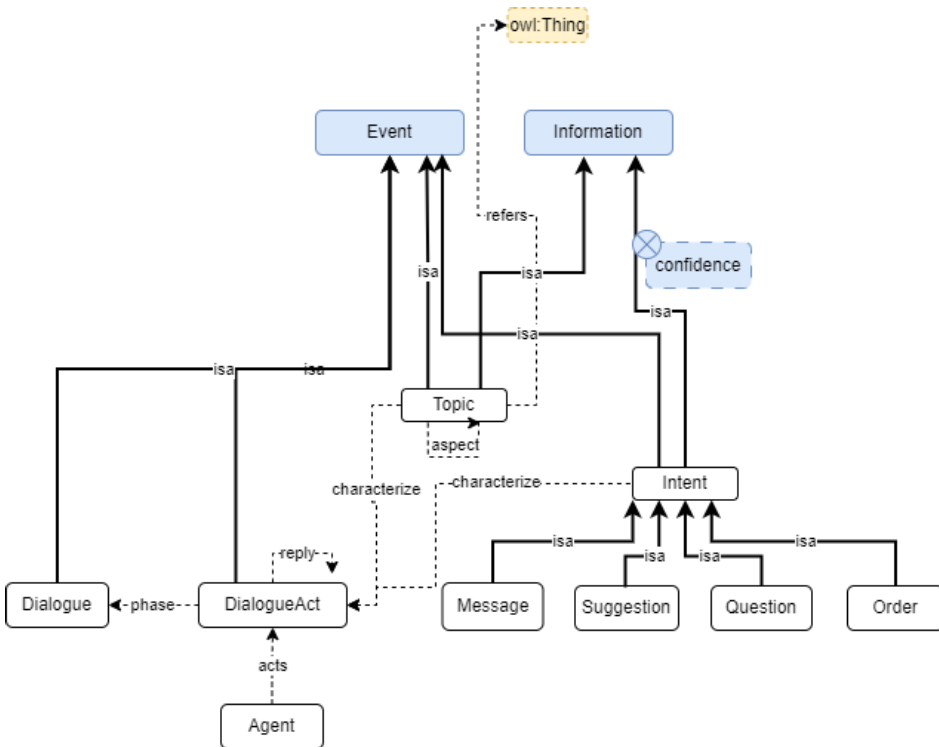 owl:Thing
Event
Information
refers
confidence
isa
isa
isa
isa
isa
isa
Topic
aspect
characterize
characterize
Intent
isa
isa
isa
isa
reply
Dialogue
phase
DialogueAct
Message
Suggestion
Question
Order
acts
Agent